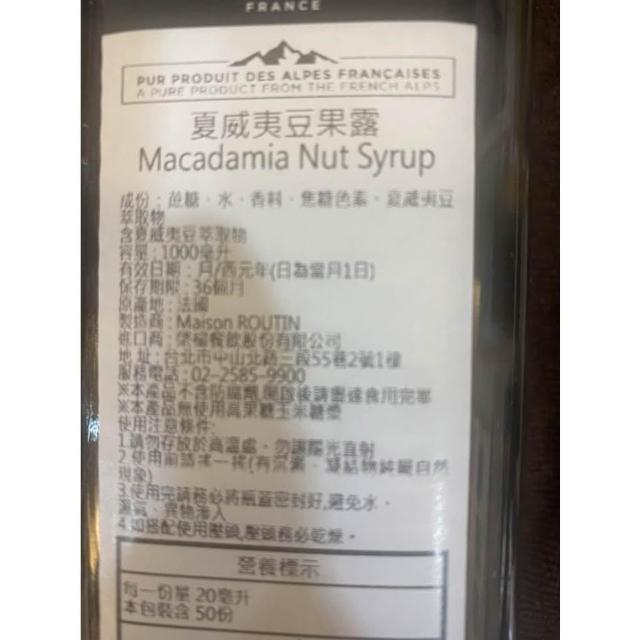 FRANCE
PUR PRODUIT DES ALPES FRANÇAISES
A PURE PRODUCT FROM THE FRENCH ALPS
夏威夷豆果露
Macadamia Nut Syrup
成份：蔗糖、水、香料、焦糖色素、夏威夷豆
萃取物
含夏威夷豆萃取物
容量：1000毫升
有效日期：月/西元年(日為當月1日)
保存期限：36個月
原產地：法國
製造商：Maison ROUTIN
進口商：榮櫂餐飲股份有限公司
地 址：台北市中山北路三段55巷2號1樓
服務電話：02-2585-9900
※本產品不含防腐劑,開啟後請盡速食用完畢
※本產品無使用高果糖玉米糖漿
使用注意條件:
1.請勿存放於高溫處、勿讓陽光直射
2.使用前請搖一搖(有沉澱、凝結物純屬自然
現象)
3.使用完請務必將瓶蓋密封好,避免水、
濕氣、異物滲入
4.如搭配使用壓頭,壓頭務必乾燥。
營養標示
每一份量 20毫升
本包裝含 50份